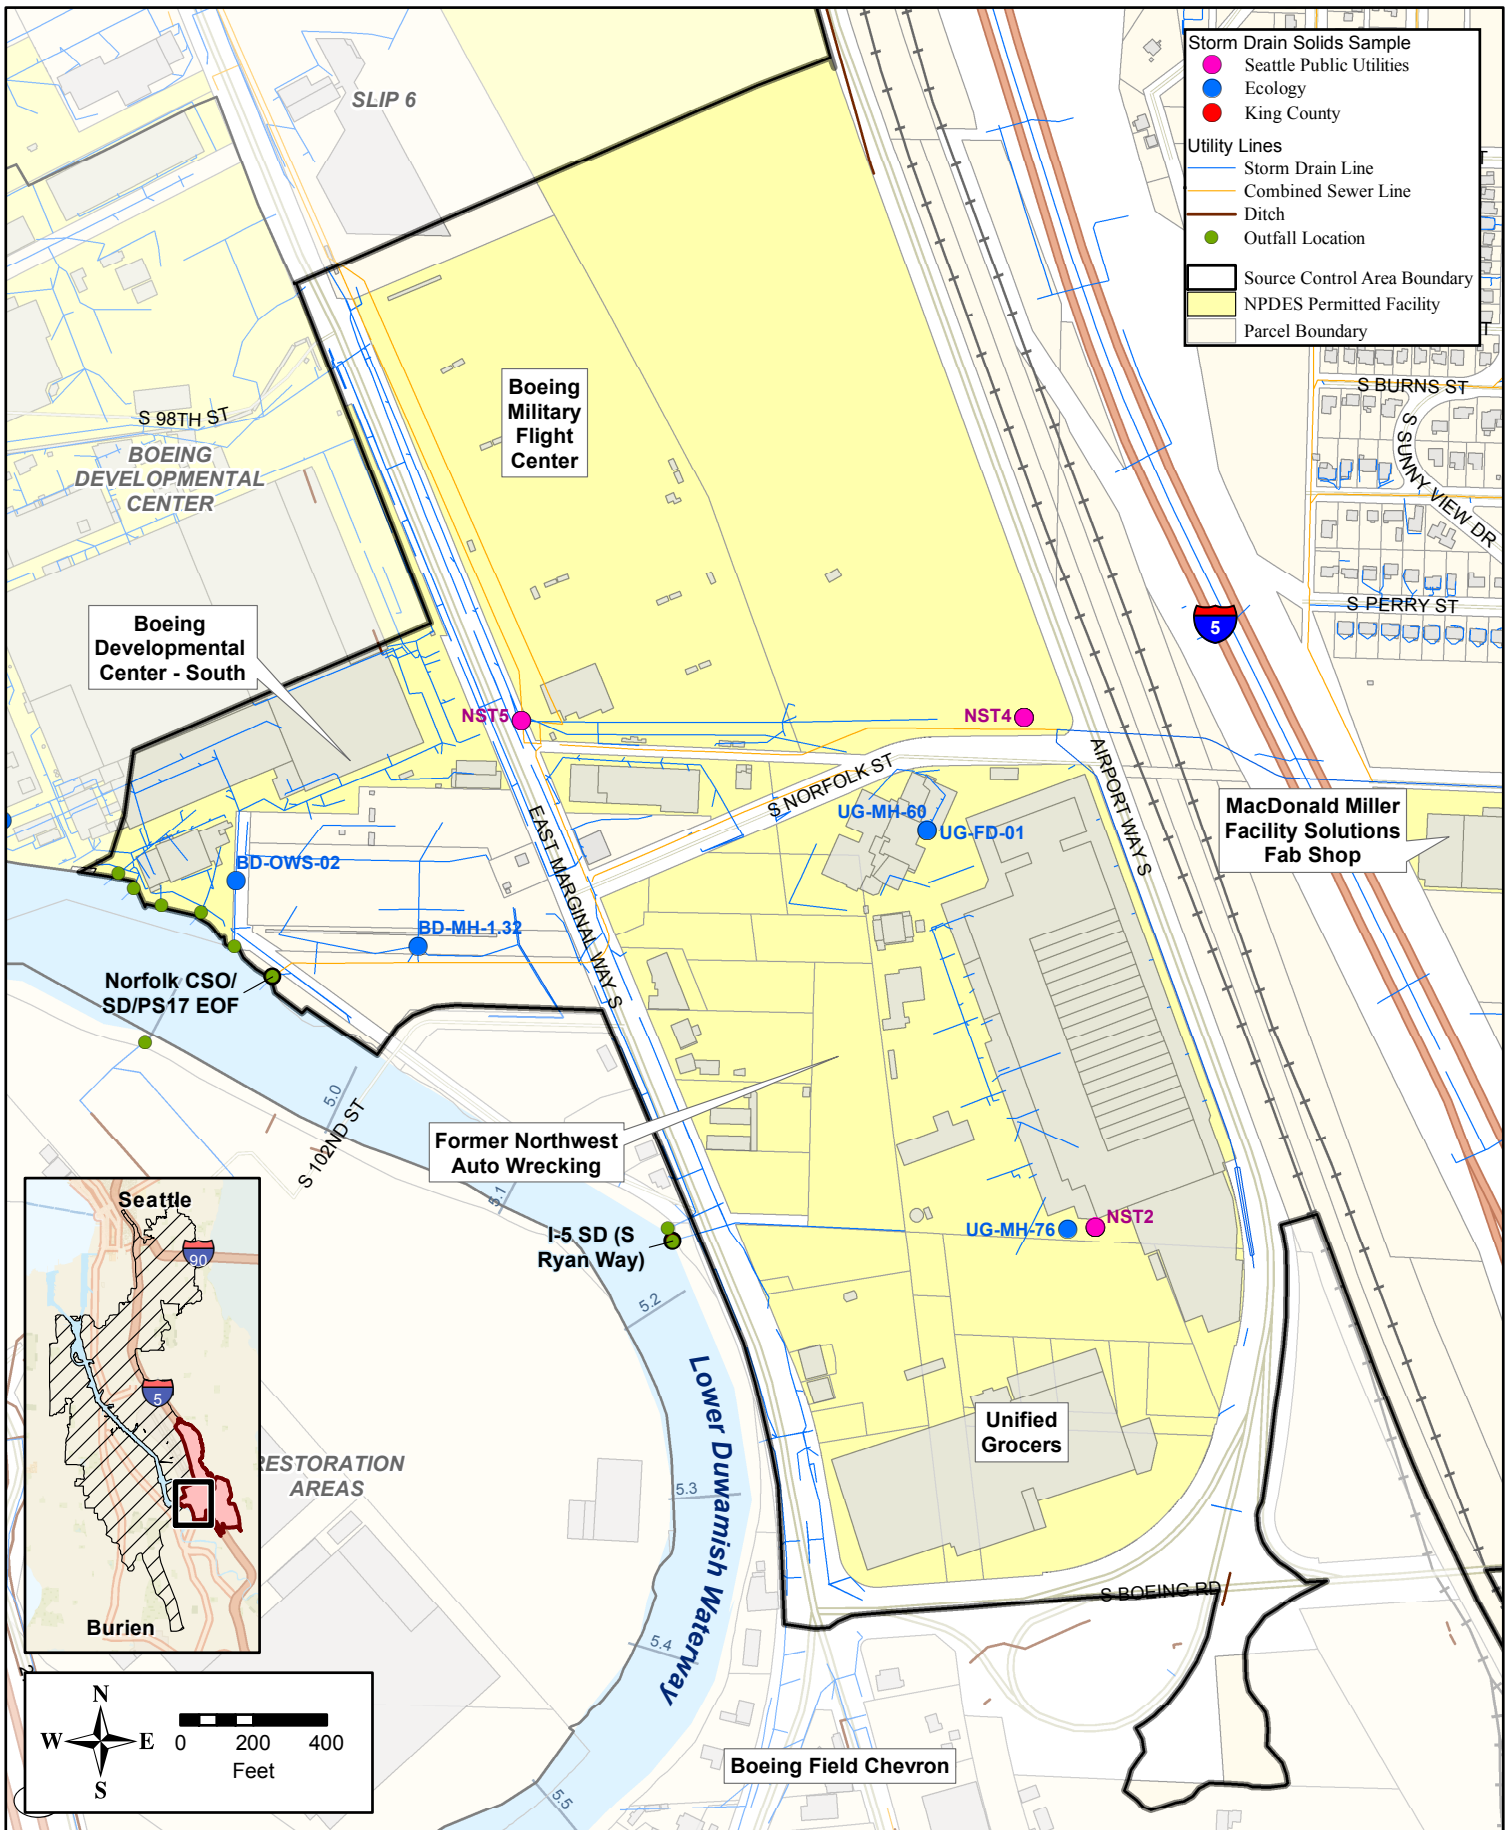 Storm Drain Solids Sample
Seattle Public Utilities
Ecology
King County
Utility Lines
Storm Drain Line
Combined Sewer Line
Ditch
Outfall Location
Source Control Area Boundary
NPDES Permitted Facility
Parcel Boundary
SLIP 6
S BURNS ST
S SUNNY VIEW DR
S PERRY ST
5
Boeing
Military
Flight
Center
S 98TH ST
BOEING
DEVELOPMENTAL
CENTER
Boeing
Developmental
Center - South
NST5
NST4
S NORFOLK ST
AIRPORT WAY S
EAST MARGINAL WAY S
UG-MH-60
UG-FD-01
MacDonald Miller
Facility Solutions
Fab Shop
BD-OWS-02
BD-MH-1.32
Norfolk CSO/
SD/PS17 EOF
5.0
S 102ND ST
Former Northwest
Auto Wrecking
5.1
I-5 SD (S
Ryan Way)
UG-MH-76
NST2
5.2
Lower Duwamish Waterway
5.3
5.4
5.5
Unified
Grocers
RESTORATION
AREAS
S BOEING RD
Boeing Field Chevron
Seattle
90
5
Burien
N
W
E
S
0
200
400
Feet